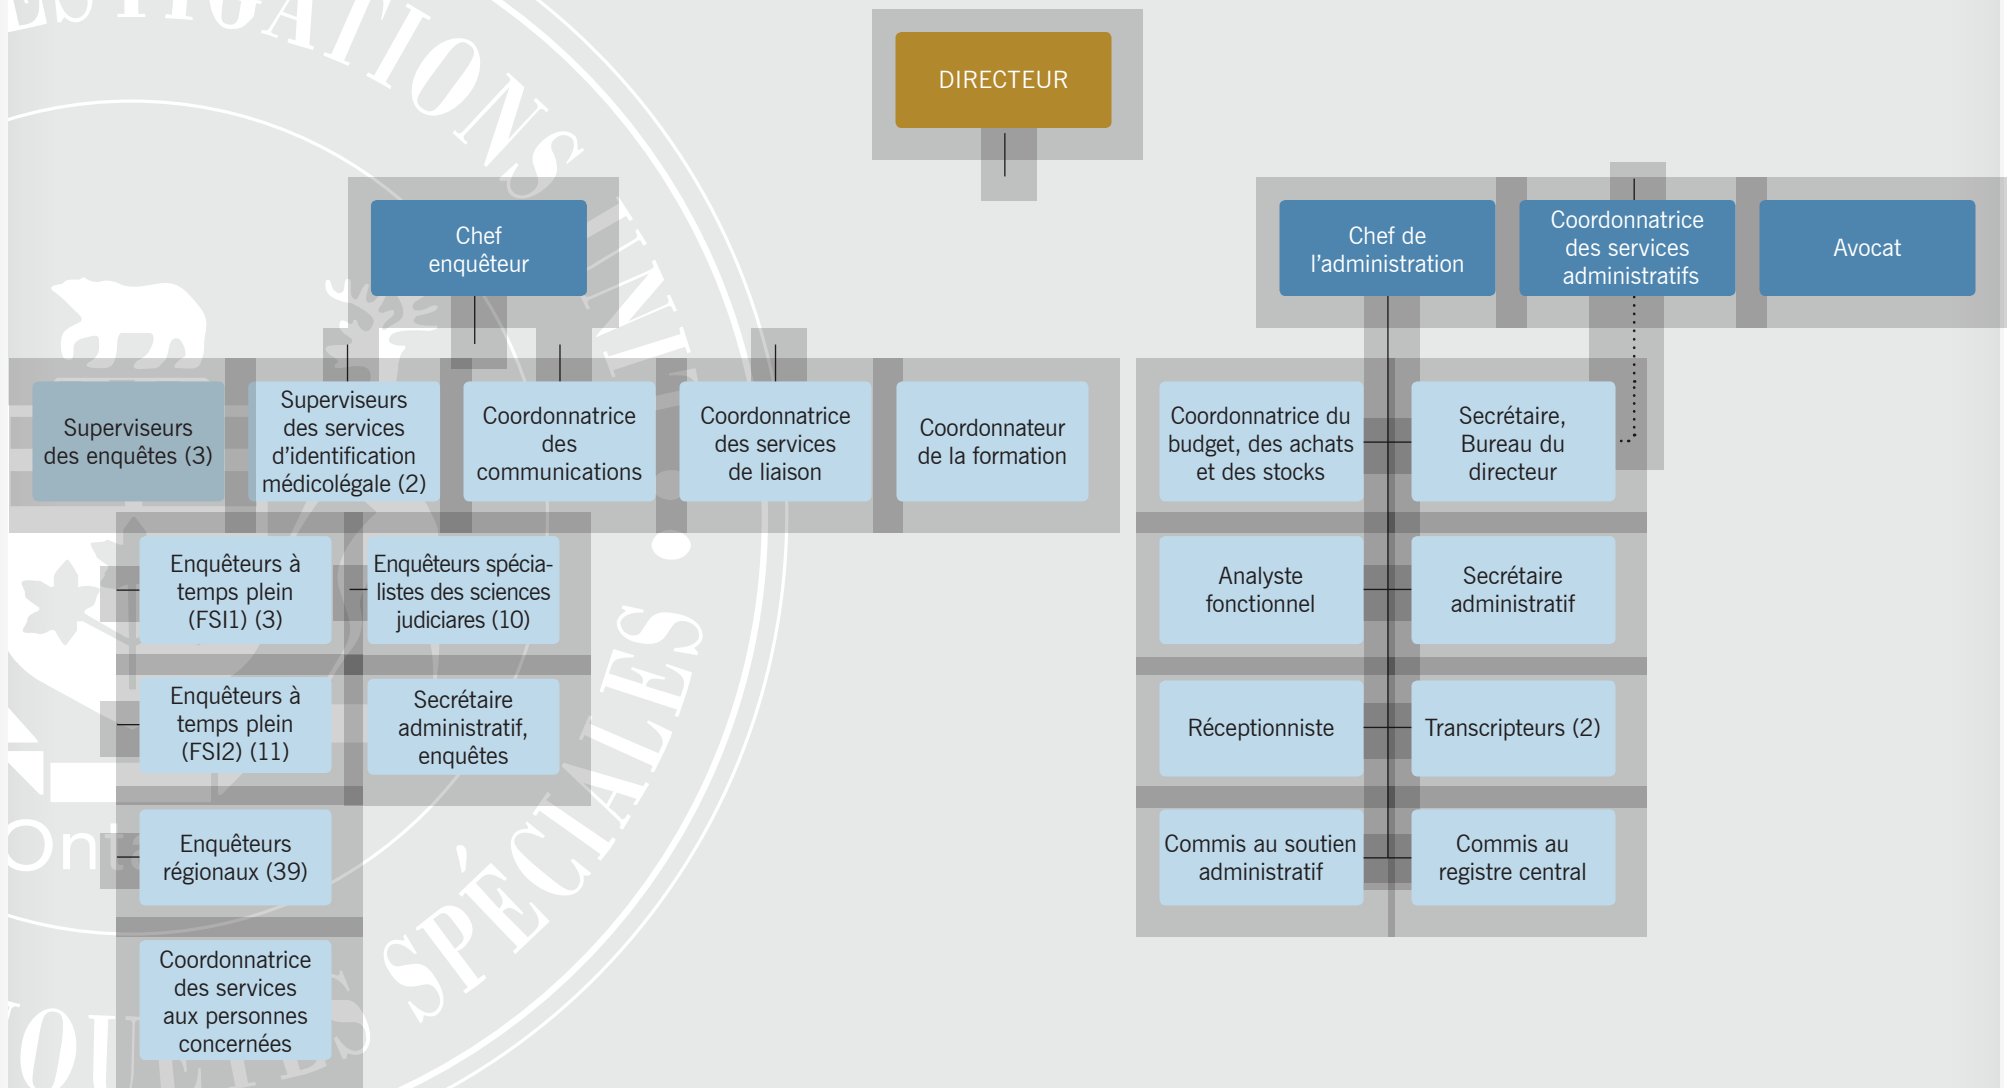 DIRECTEUR
Chef
enquêteur
Chef de
l’administration
Coordonnatrice
des services
administratifs
Avocat
Superviseurs
des enquêtes (3)
Superviseurs
des services
d’identification
médicolégale (2)
Coordonnatrice
des
communications
Coordonnatrice
des services
de liaison
Coordonnateur
de la formation
Coordonnatrice du
budget, des achats
et des stocks
Secrétaire,
Bureau du
directeur
Enquêteurs à
temps plein
(FSI1) (3)
Enquêteurs spécia-
listes des sciences
judiciares (10)
Analyste
fonctionnel
Secrétaire
administratif
Enquêteurs à
temps plein
(FSI2) (11)
Secrétaire
administratif,
enquêtes
Réceptionniste
Transcripteurs (2)
Enquêteurs
régionaux (39)
Commis au soutien
administratif
Commis au
registre central
Coordonnatrice
des services
aux personnes
concernées
SPÉCIALES